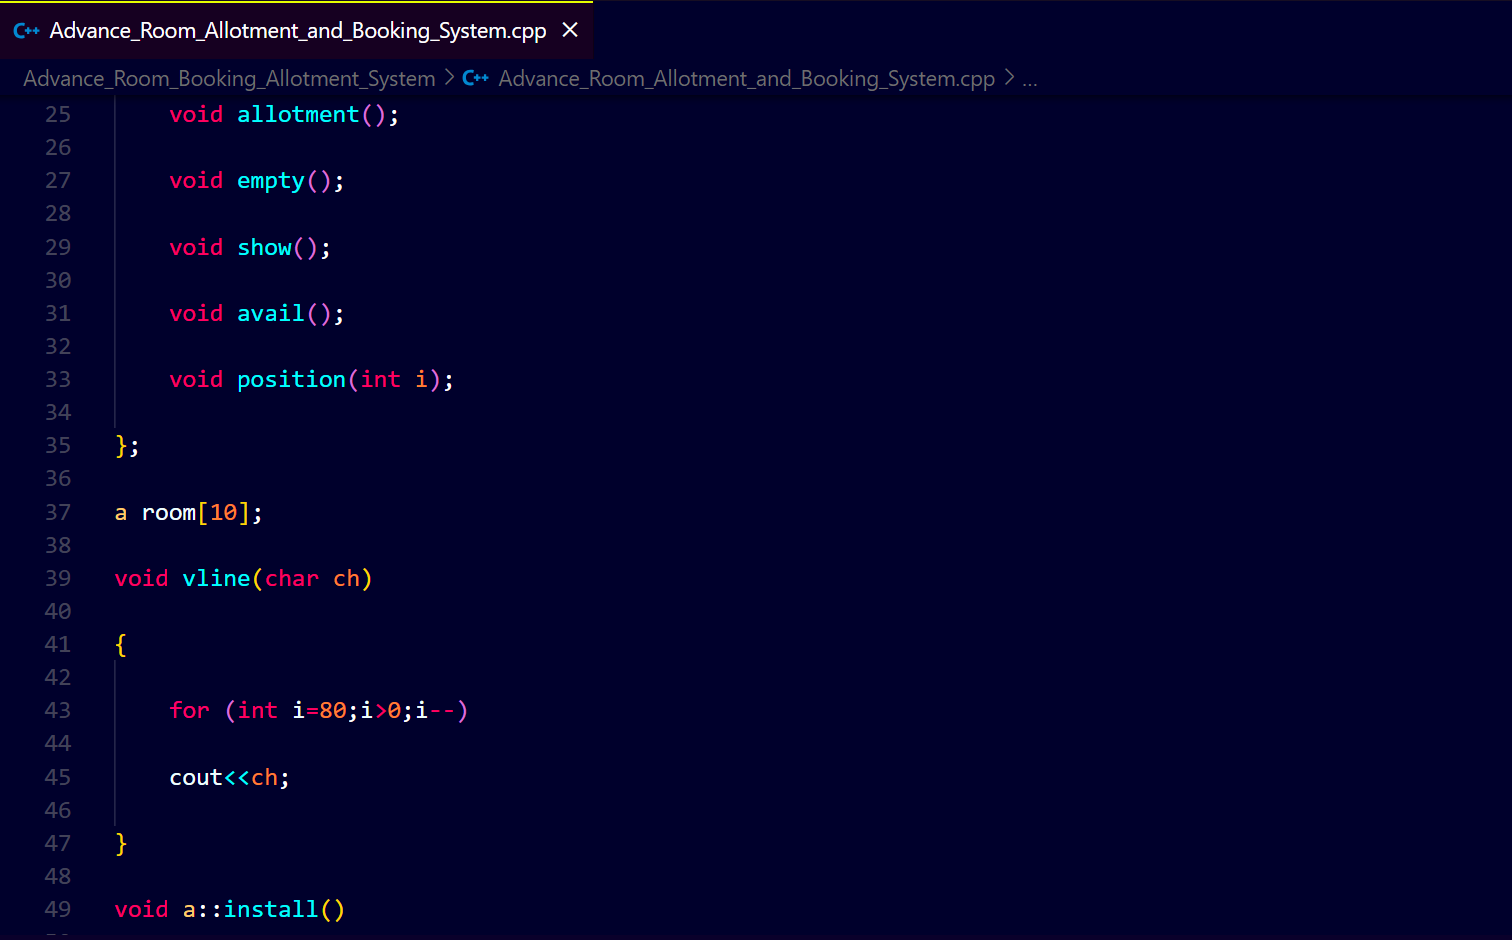 C++ Advance_Room_Allotment_and_Booking_System.cpp ×
Advance_Room_Booking_Allotment_System > C++ Advance_Room_Allotment_and_Booking_System.cpp > ...
25 void allotment();
26
27 void empty();
28
29 void show();
30
31 void avail();
32
33 void position(int i);
34
35 };
36
37 a room[10];
38
39 void vline(char ch)
40
41 {
42
43 for (int i=80;i>0;i--)
44
45 cout<<ch;
46
47 }
48
49 void a::install()